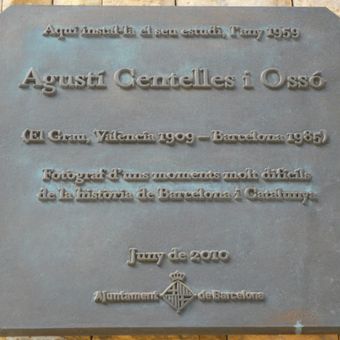 Aquí instal·là el seu estudi, l'any 1959
Agustí Centelles i Ossó
(El Grau, València 1909 – Barcelona 1985)
Fotògraf d'uns moments molt difícils
de la història de Barcelona i Catalunya.
Juny de 2010
Ajuntament de Barcelona